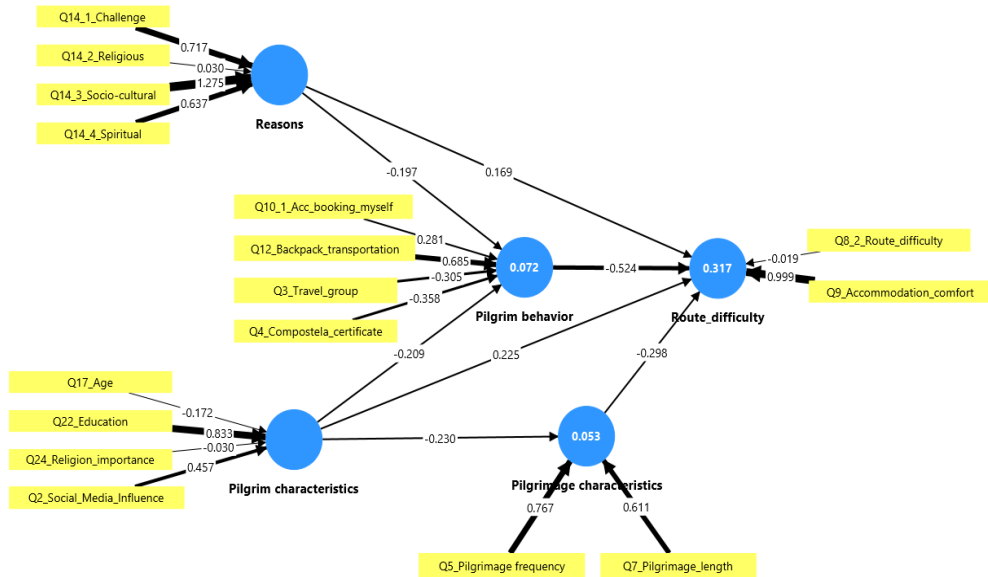 Q14_1_Challenge
0.717
Q14_2_Religious
0.030
Q14_3_Socio-cultural
1.275
Q14_4_Spiritual
0.637
Reasons
-0.197
0.169
Q10_1_Acc_booking_myself
0.281
Q12_Backpack_transportation
0.685
Q3_Travel_group
-0.305
Q4_Compostela_certificate
-0.358
0.072
Pilgrim behavior
-0.524
0.317
Route_difficulty
Q8_2_Route_difficulty
-0.019
0.999
Q9_Accommodation_comfort
-0.209
0.225
-0.298
Q17_Age
-0.172
Q22_Education
0.833
Q24_Religion_importance
-0.030
Q2_Social_Media_Influence
0.457
Pilgrim characteristics
-0.230
0.053
Pilgrimage characteristics
0.767
0.611
Q5_Pilgrimage frequency
Q7_Pilgrimage_length